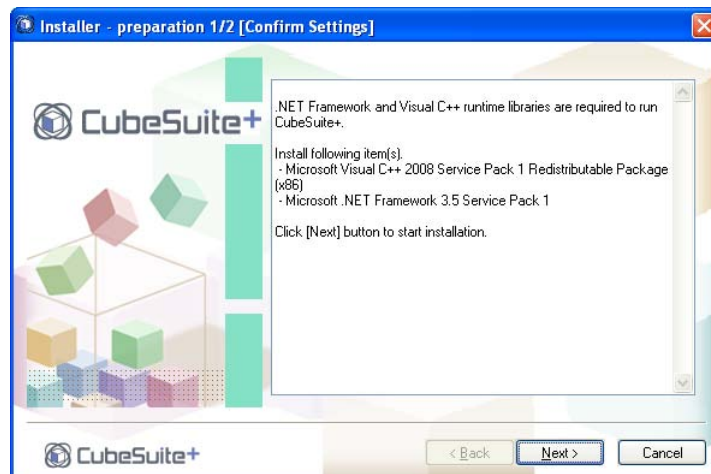 Installer - preparation 1/2 [Confirm Settings]
CubeSuite+
.NET Framework and Visual C++ runtime libraries are required to run
CubeSuite+.
Install following item(s).
- Microsoft Visual C++ 2008 Service Pack 1 Redistributable Package
(x86)
- Microsoft .NET Framework 3.5 Service Pack 1
Click [Next] button to start installation.
CubeSuite+
< Back
Next >
Cancel